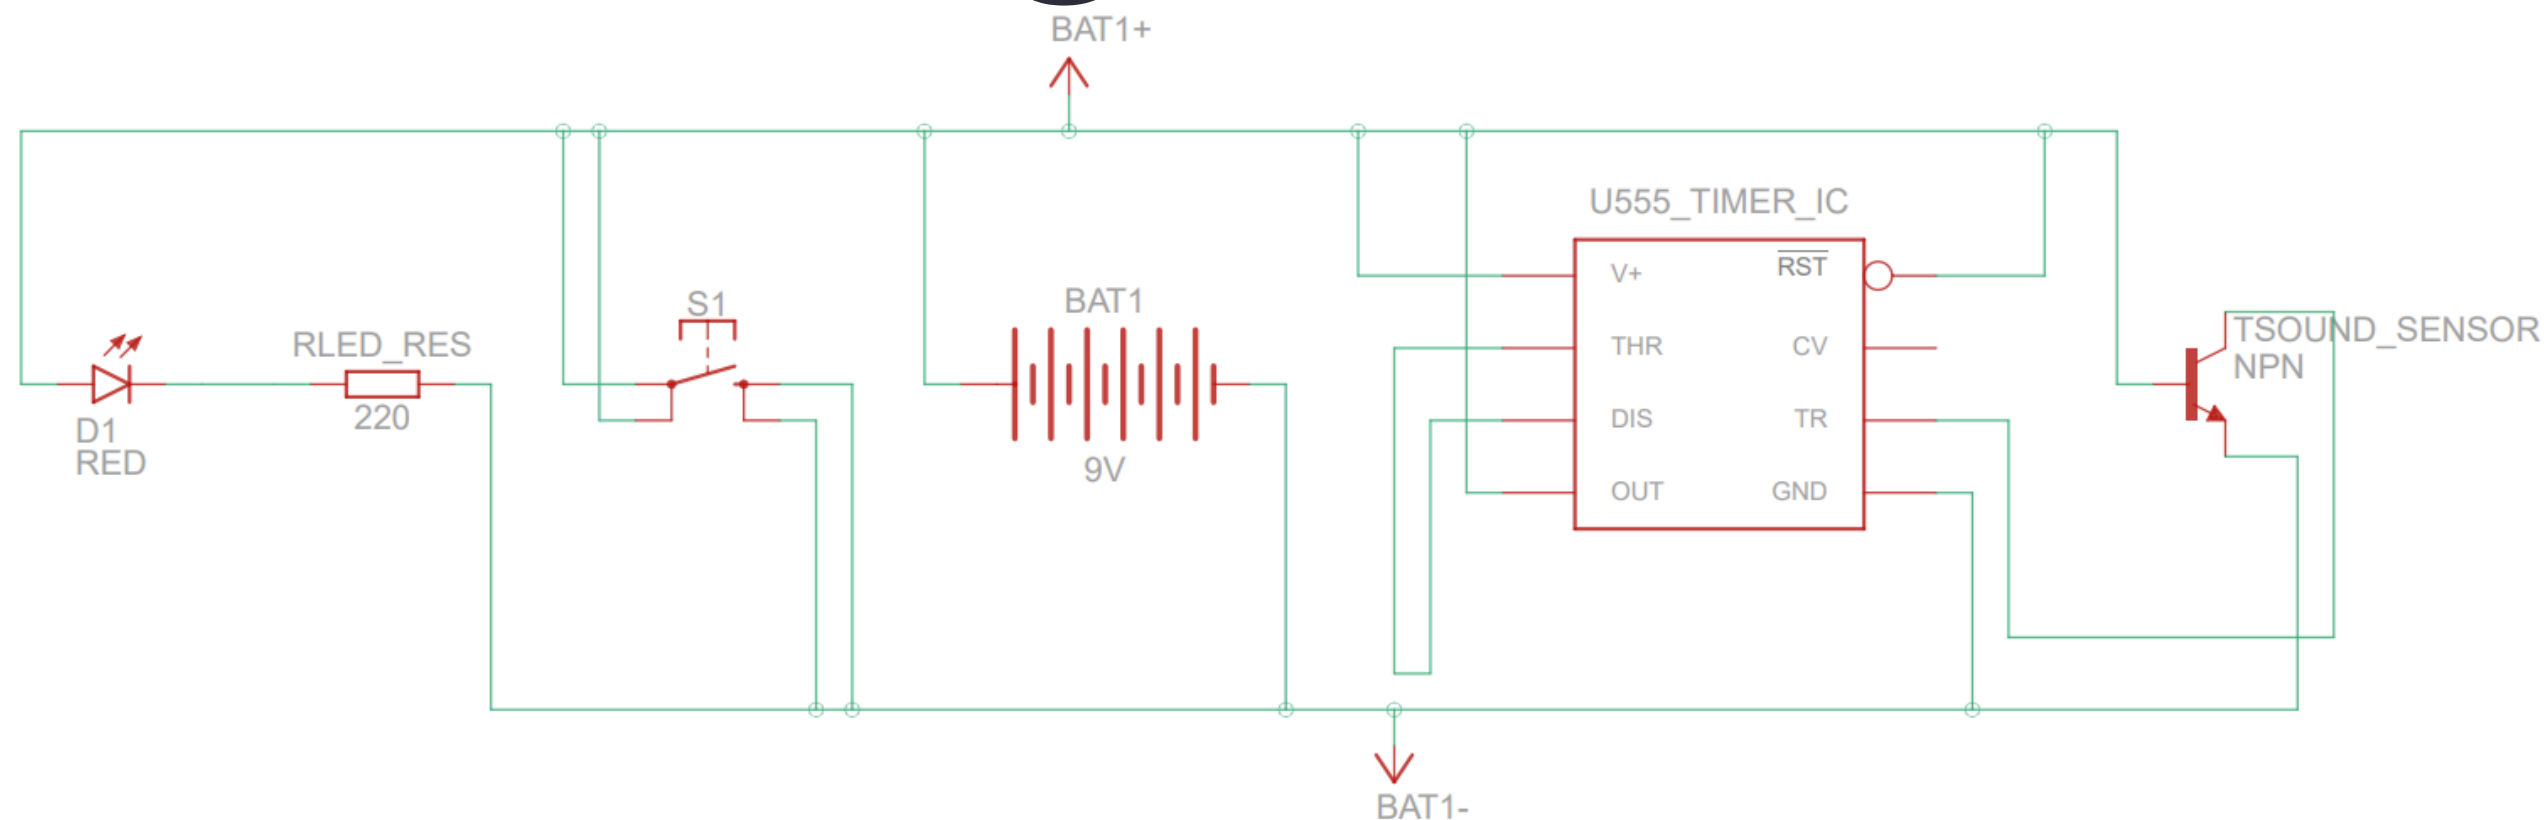 BAT1+
U555_TIMER_IC
V+
RST
THR
CV
DIS
TR
OUT
GND
S1
BAT1
9V
RLED_RES
220
D1
RED
TSOUND_SENSOR
NPN
BAT1-